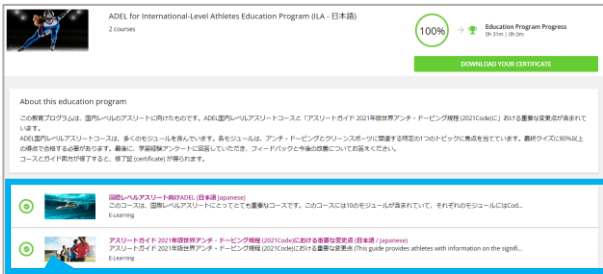 ADEL for International-Level Athletes Education Program (ILA - 日本語)
2 courses
100%
Education Program Progress
0h 31m | 0h 0m
DOWNLOAD YOUR CERTIFICATE
About this education program
この教育プログラムは、国内レベルのアスリートに向けたものです。ADEL国内レベルアスリートコースと「アスリートガイド 2021年版世界アンチ・ドーピング規程 (2021Code)に」おける重要な変更点が含まれて
います。
ADEL国内レベルアスリートコースは、多くのモジュールを含んでいます。各モジュールは、アンチ・ドーピングとクリーンスポーツに関連する特定の1つのトピックに焦点を当てています。最終クイズに80%以上
の得点で合格する必要があります。最後に、学習経験アンケートに回答していただき、フィードバックと今後の改善についてお答えください。
コースとガイド両方が修了すると、修了証 (certificate) が得られます。
国際レベルアスリート向けADEL (日本語 Japanese)
このコースは、国際レベルアスリートにとってとても重要なコースです。このコースには10のモジュールが含まれていて、それぞれのモジュールにはCod...
E-Learning
アスリートガイド 2021年版世界アンチ・ドーピング規程 (2021Code)における重要な変更点 (日本語 / Japanese)
アスリートガイド 2021年版世界アンチ・ドーピング規程 (2021Code)における重要な変更点 (This guide provides athletes with information on the signifi...
E-Learning